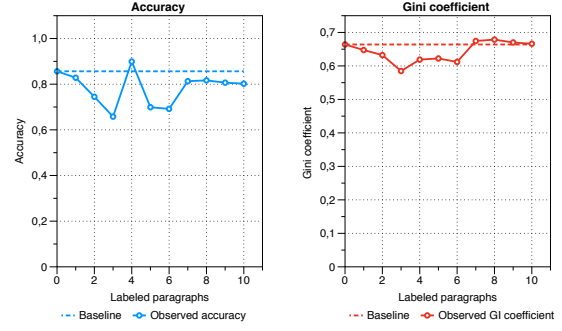 Accuracy
1,0
0,8
0,6
0,4
0,2
0
Accuracy
0 2 4 6 8 10
Labeled paragraphs
Baseline Observed accuracy
Gini coefficient
0,7
0,6
0,5
0,4
0,3
0,2
0,1
0
Gini coefficient
0 2 4 6 8 10
Labeled paragraphs
Baseline Observed GI coefficient